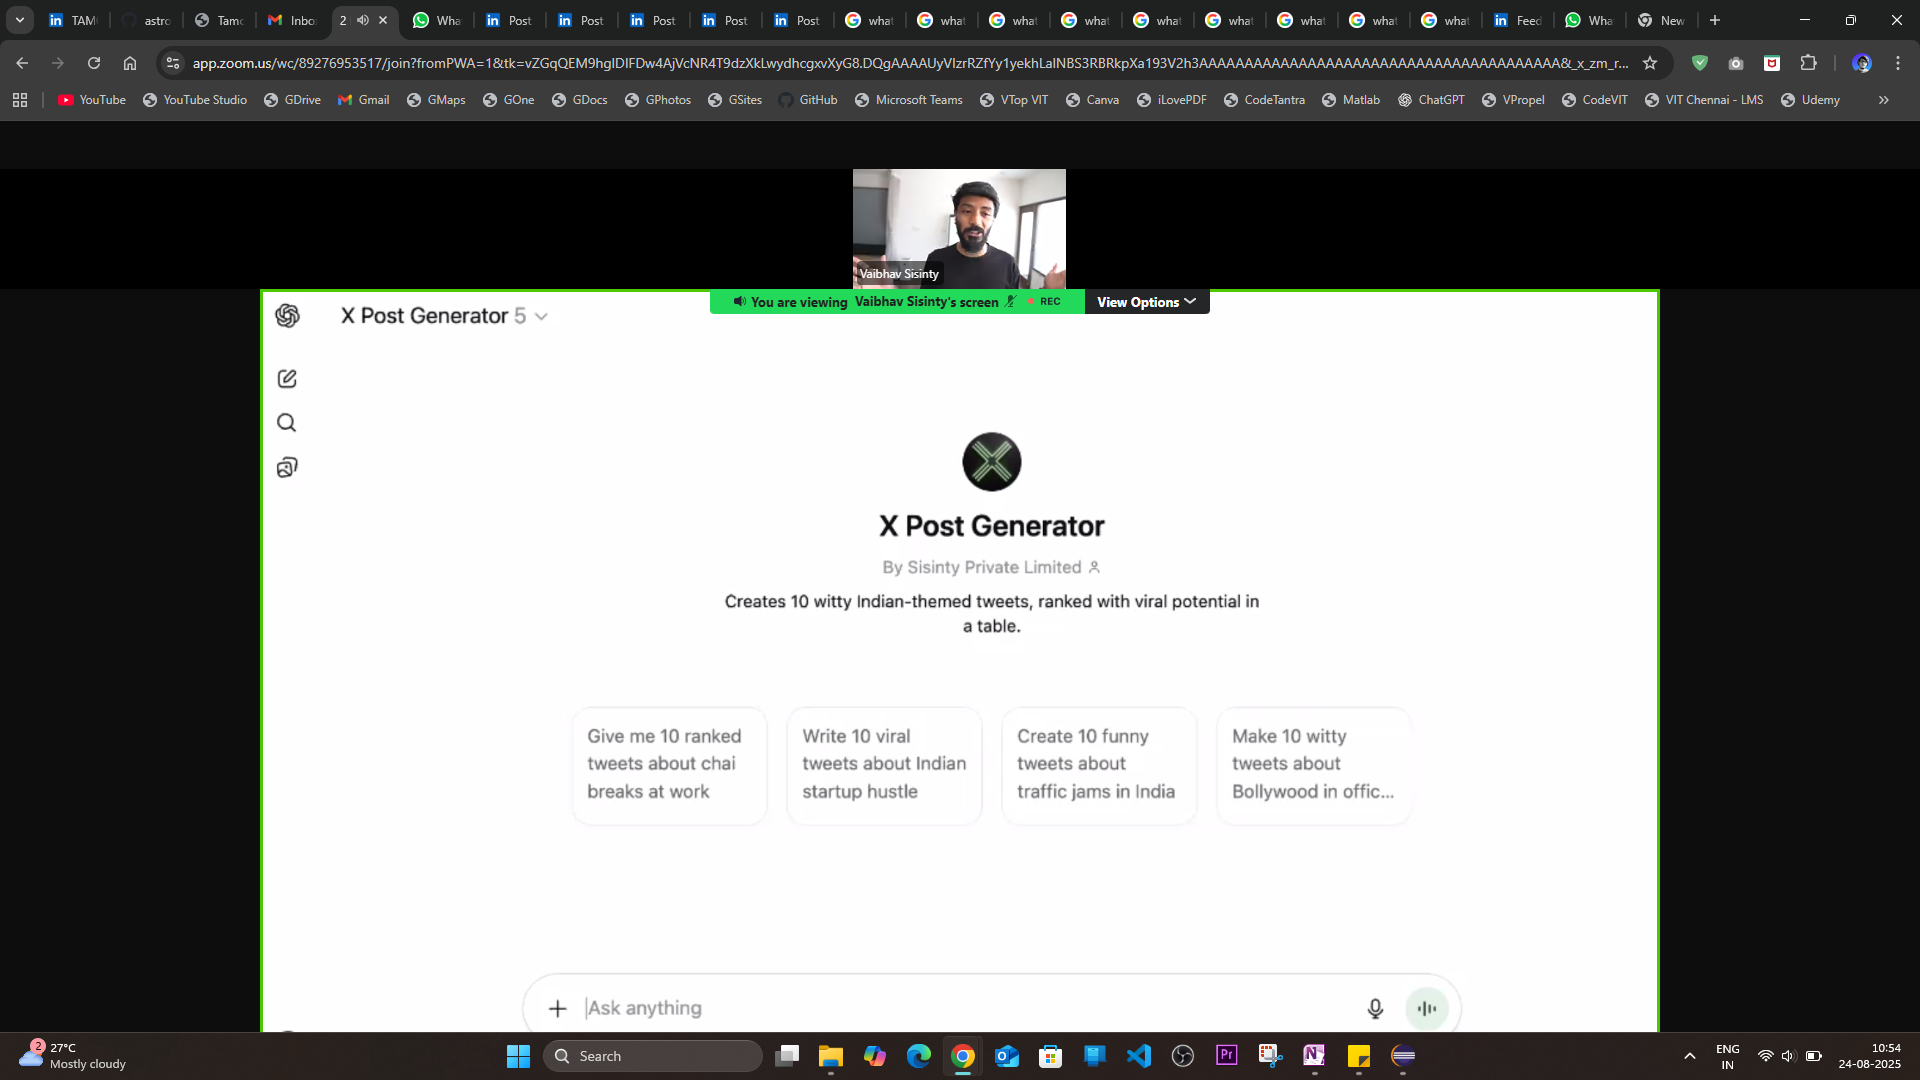 TAM
astro
Tamc
Inbo
2
Wha
Post
Post
Post
Post
Post
what
what
what
what
what
what
what
what
what
Feed
Wha
New
app.zoom.us/wc/89276953517/join?fromPWA=1&tk=
YouTube
YouTube Studio
GDrive
Gmail
GMaps
GOne
GDocs
GPhotos
GSites
GitHub
Microsoft Teams
VTop VIT
Canva
iLovePDF
CodeTantra
Matlab
ChatGPT
VPropel
CodeVIT
VIT Chennai - LMS
Udemy
Vaibhav Sisinty
You are viewing Vaibhav Sisinty's screen
REC
View Options
X Post Generator 5
X Post Generator
By Sisinty Private Limited
Creates 10 witty Indian-themed tweets, ranked with viral potential in
a table.
Give me 10 ranked
tweets about chai
breaks at work
Write 10 viral
tweets about Indian
startup hustle
Create 10 funny
tweets about
traffic jams in India
Make 10 witty
tweets about
Bollywood in offic...
Ask anything
2
27°C
Mostly cloudy
Search
ENG
IN
10:54
24-08-2025